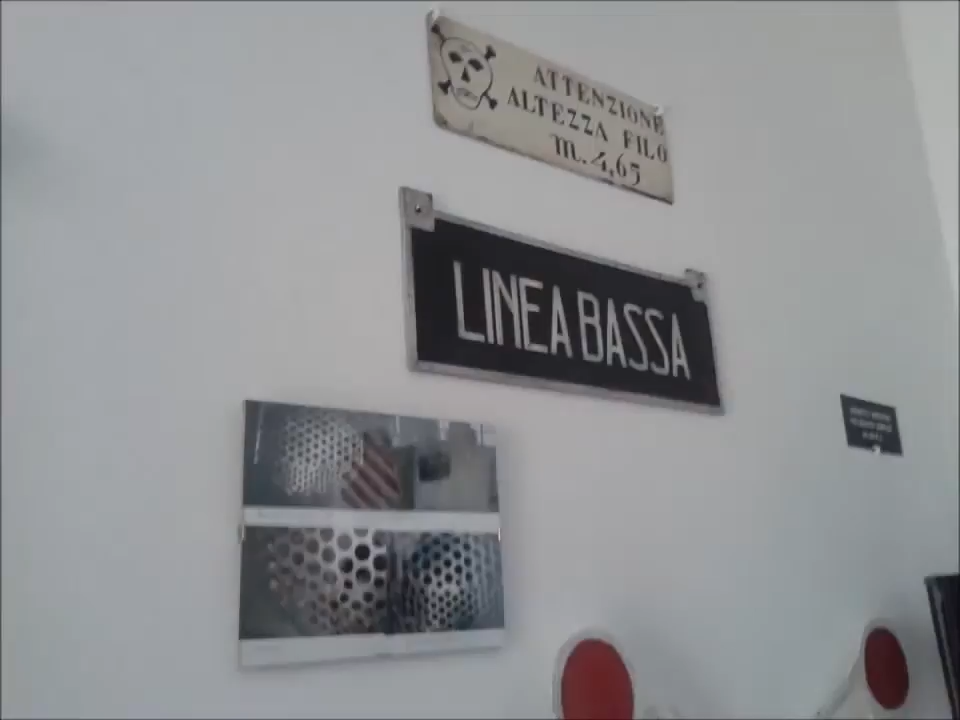 ATTENZIONE
ALTEZZA FILO
m. 4,65
LINEA BASSA